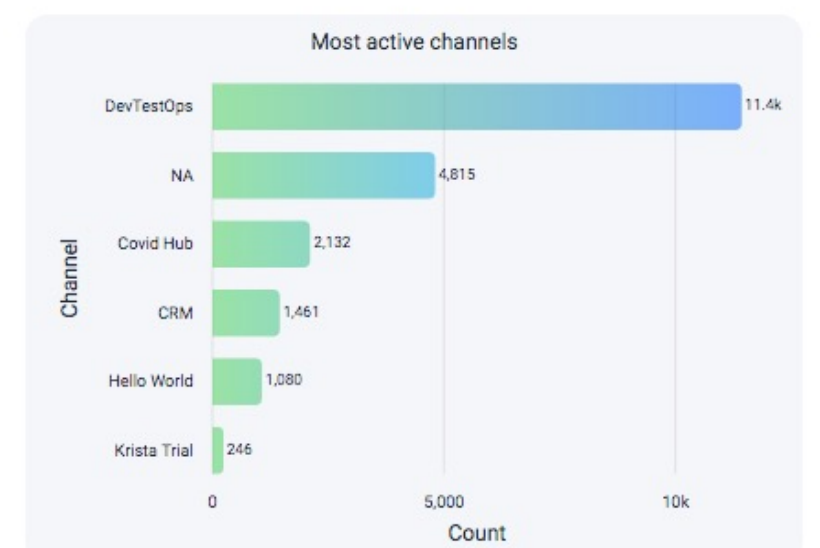 Most active channels
DevTestOps 11.4k
NA 4,815
Covid Hub 2,132
Channel
CRM 1,461
Hello World 1,080
Krista Trial 246
0 5,000 10k
Count